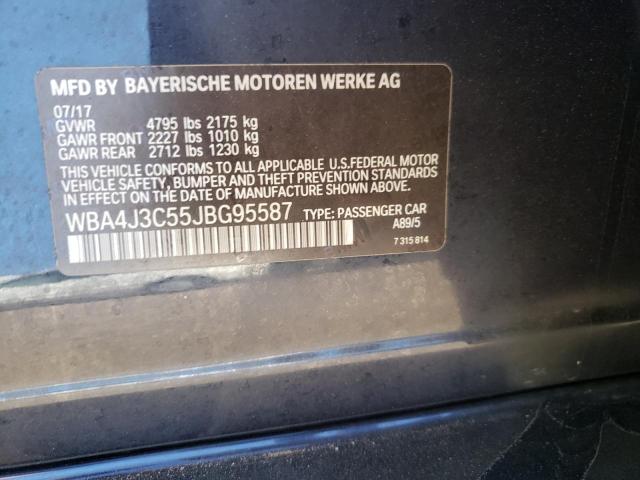 MFD BY BAYERISCHE MOTOREN WERKE AG
07/17
GVWR 4795 lbs 2175 kg
GAWR FRONT 2227 lbs 1010 kg
GAWR REAR 2712 lbs 1230 kg
THIS VEHICLE CONFORMS TO ALL APPLICABLE U.S.FEDERAL MOTOR
VEHICLE SAFETY, BUMPER, AND THEFT PREVENTION STANDARDS
IN EFFECT ON THE DATE OF MANUFACTURE SHOWN ABOVE.
WBA4J3C55JBG95587 TYPE: PASSENGER CAR
A89/5
7 315 814